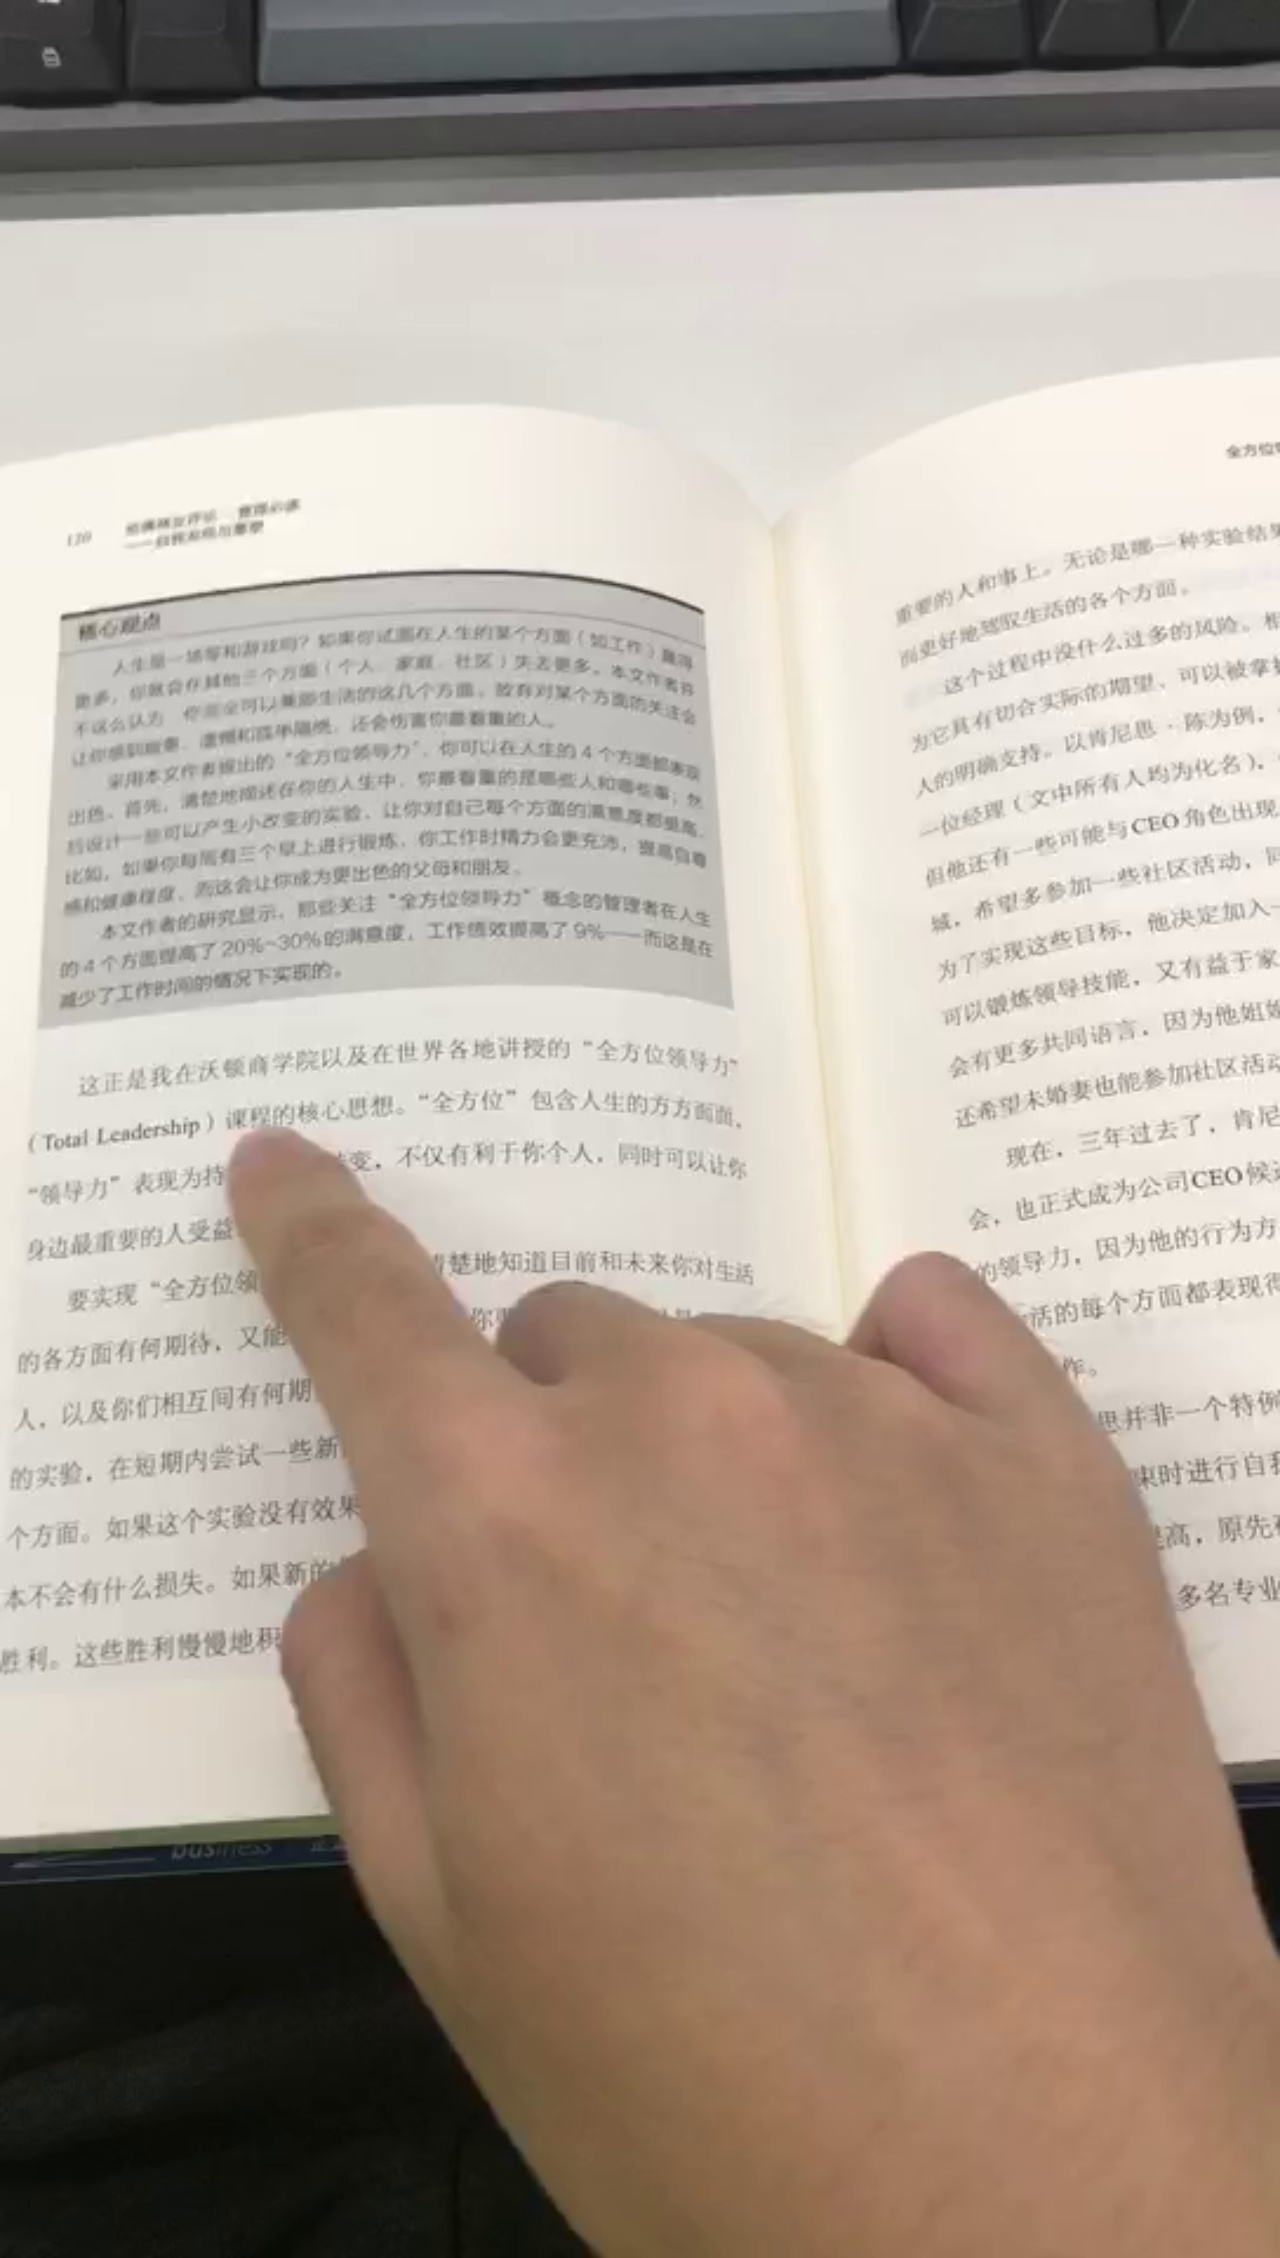 120
哈佛商业评论 管理必读
——自我发现与重塑
核心观点
人生是一场零和游戏吗？如果你试图在人生的某个方面（如工作）赢得
更多，你就会在其他三个方面（个人、家庭、社区）失去更多。本文作者并
不这么认为 你完全可以兼顾生活的这几个方面。放弃对某个方面的关注会
让你感到疲惫、遗憾和孤单隔绝，还会伤害你最看重的人。
采用本文作者提出的“全方位领导力”，你可以在人生的4个方面都表现
出色。首先，清楚地描述在你的人生中，你最看重的是哪些人和哪些事；然
后设计一些可以产生小改变的实验，让你对自己每个方面的满意度都提高。
比如，如果你每周有三个早上进行锻炼，你工作时精力会更充沛，提高自尊
感和健康程度，而这会让你成为更出色的父母和朋友。
本文作者的研究显示，那些关注“全方位领导力”概念的管理者在人生
的4个方面提高了20%~30%的满意度，工作绩效提高了9%——而这是在
减少了工作时间的情况下实现的。
这正是我在沃顿商学院以及在世界各地讲授的“全方位领导力”
（Total Leadership）课程的核心思想。“全方位”包含人生的方方面面，
“领导力”表现为持 变，不仅有利于你个人，同时可以让你
身边最重要的人受益
要实现“全方位领 清楚地知道目前和未来你对生活
的各方面有何期待，又能 你
人，以及你们相互间有何期
的实验，在短期内尝试一些新
个方面。如果这个实验没有效果
本不会有什么损失。如果新的
胜利。这些胜利慢慢地积
business
全方位
重要的人和事上。无论是哪一种实验结果
而更好地驾驭生活的各个方面。
这个过程中没什么过多的风险。相
为它具有切合实际的期望、可以被掌
人的明确支持。以肯尼思·陈为例，
一位经理（文中所有人均为化名）。
但他还有一些可能与CEO角色出现
城，希望多参加一些社区活动，同
为了实现这些目标，他决定加入一
可以锻炼领导技能，又有益于家
会有更多共同语言，因为他姐姐
还希望未婚妻也能参加社区活动
现在，三年过去了，肯尼
会，也正式成为公司CEO候选
的领导力，因为他的行为方
活的每个方面都表现得
作。
思并非一个特例
来时进行自我
提高，原先
多名专业